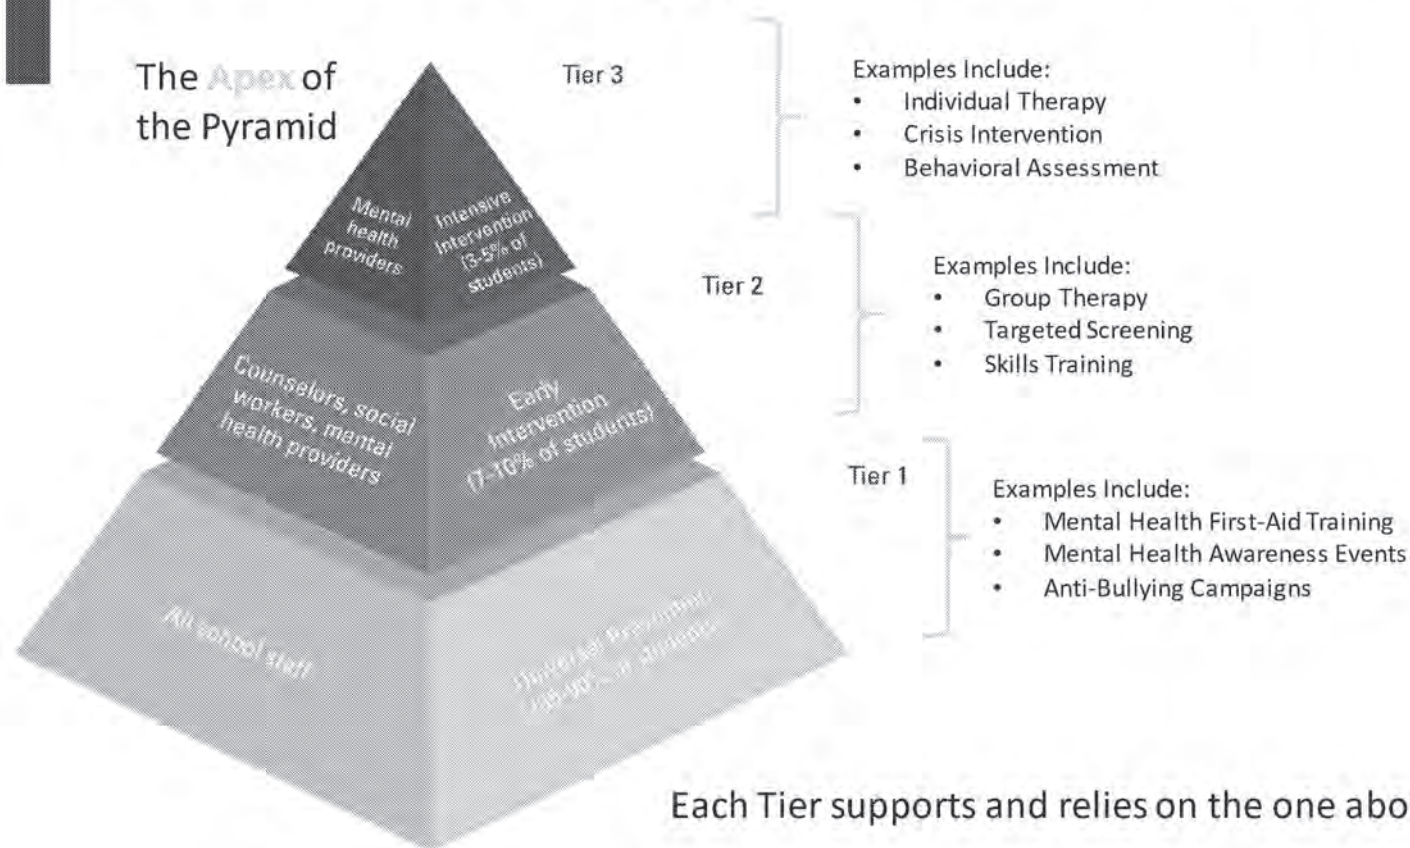 The Apex of
the Pyramid
Tier 3
Examples Include:
• Individual Therapy
• Crisis Intervention
• Behavioral Assessment
Mental
health
providers
Intensive
Intervention
(3-5% of
students)
Tier 2
Examples Include:
• Group Therapy
• Targeted Screening
• Skills Training
Counselors, social
workers, mental
health providers
Early
Intervention
(7-10% of students)
Tier 1
Examples Include:
• Mental Health First-Aid Training
• Mental Health Awareness Events
• Anti-Bullying Campaigns
All school staff
Universal Prevention
students
Each Tier supports and relies on the one abo